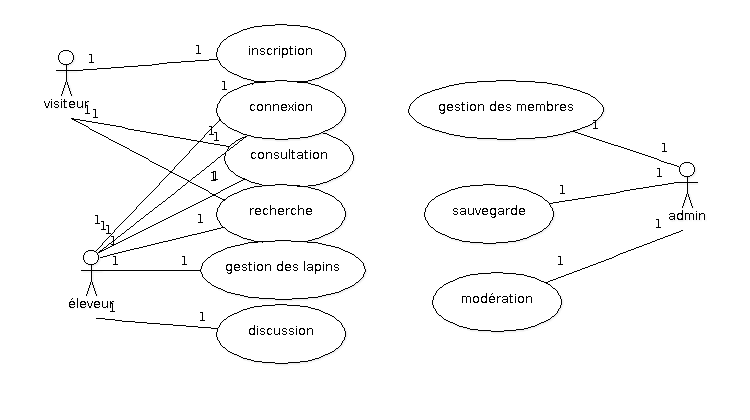 inscription
1
1
visiteur
1
connexion
gestion des membres
1
1
1
1
1
1
consultation
1
1
1
1
1
admin
recherche
sauvegarde
1
1
1
1
1
1
1
1
gestion des lapins
1
modération
éleveur
1
1
discussion